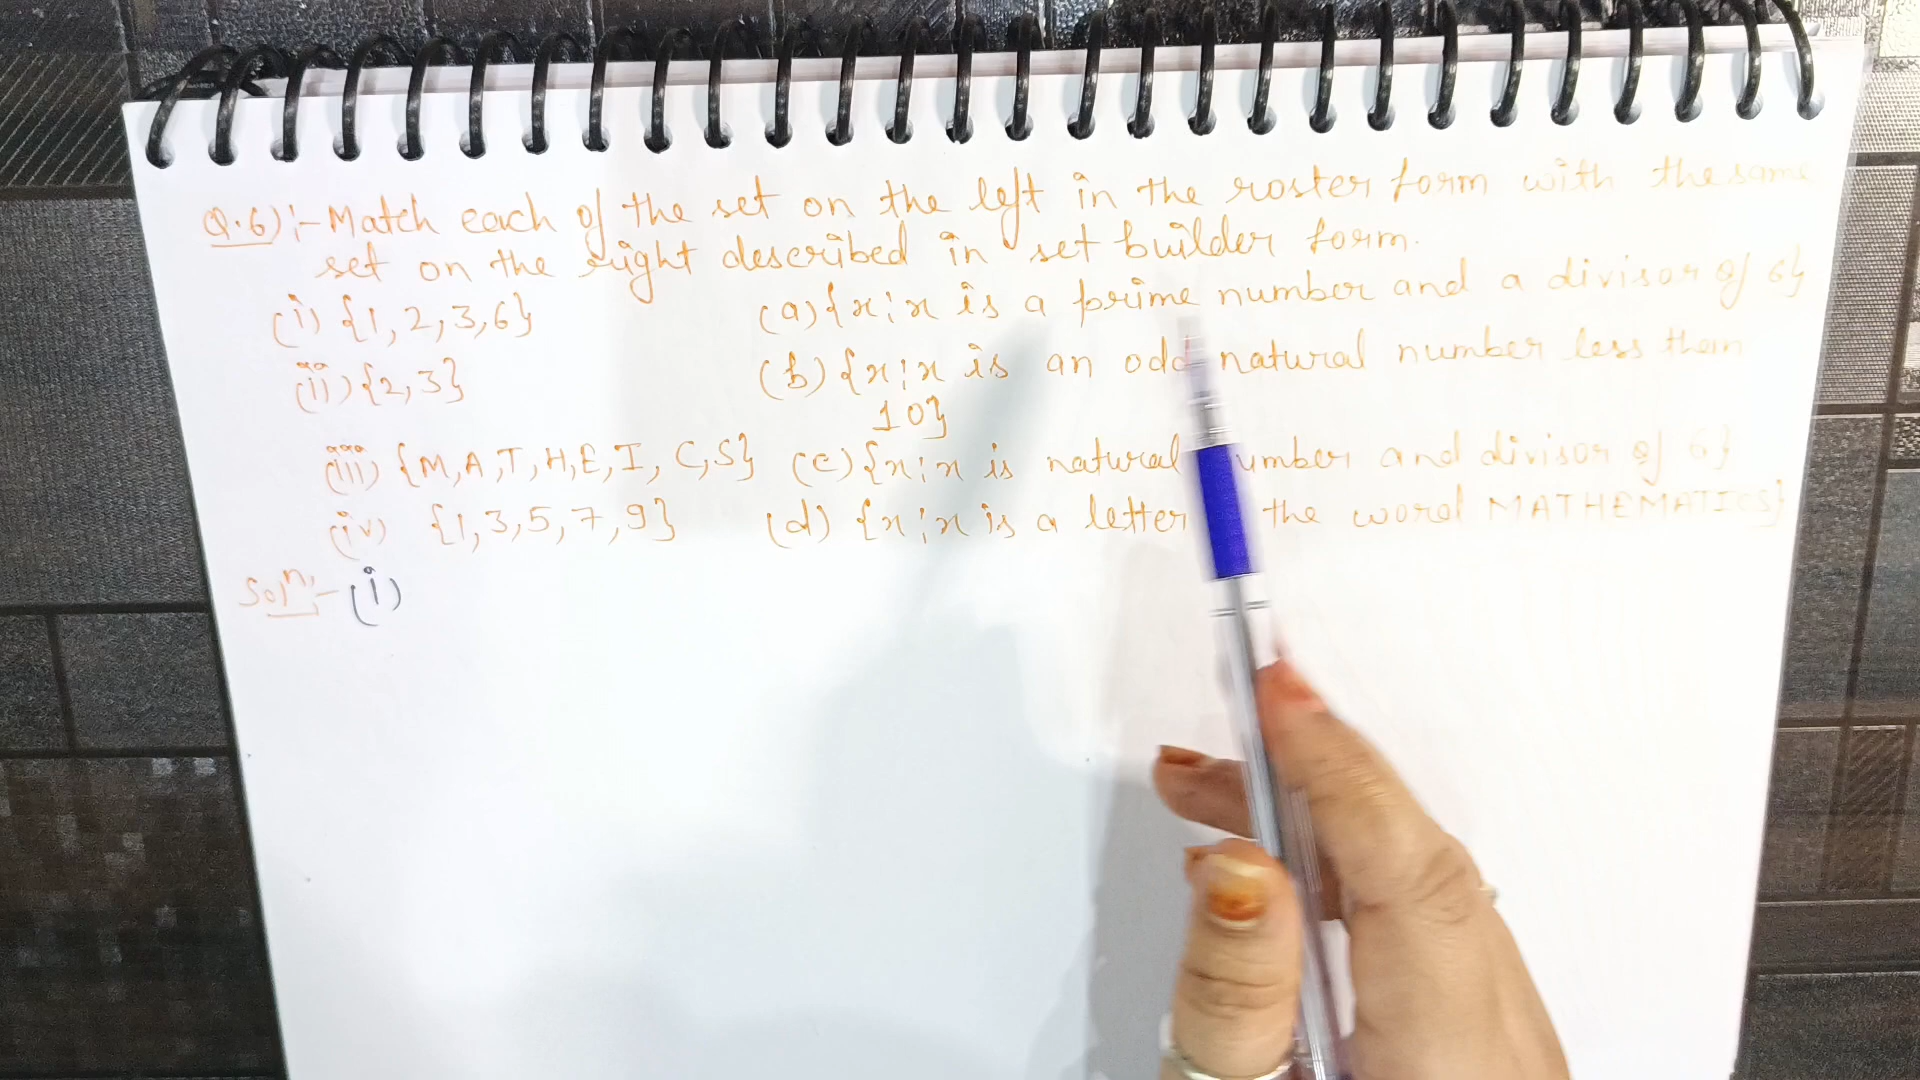 Q.6):- Match each of the set on the left in the roster form with the same
set on the right described in set builder form.
(i) {1,2,3,6} (a) {x:x is a prime number and a divisor of 6}
(ii) {2,3} (b) {x:x is an odd natural number less than
10}
(iii) {M,A,T,H,E,I,C,S} (c) {x:x is natural umber and divisor of 6}
(iv) {1,3,5,7,9} (d) {x:x is a letter the word MATHEMATICS}
Solⁿ:- (i)